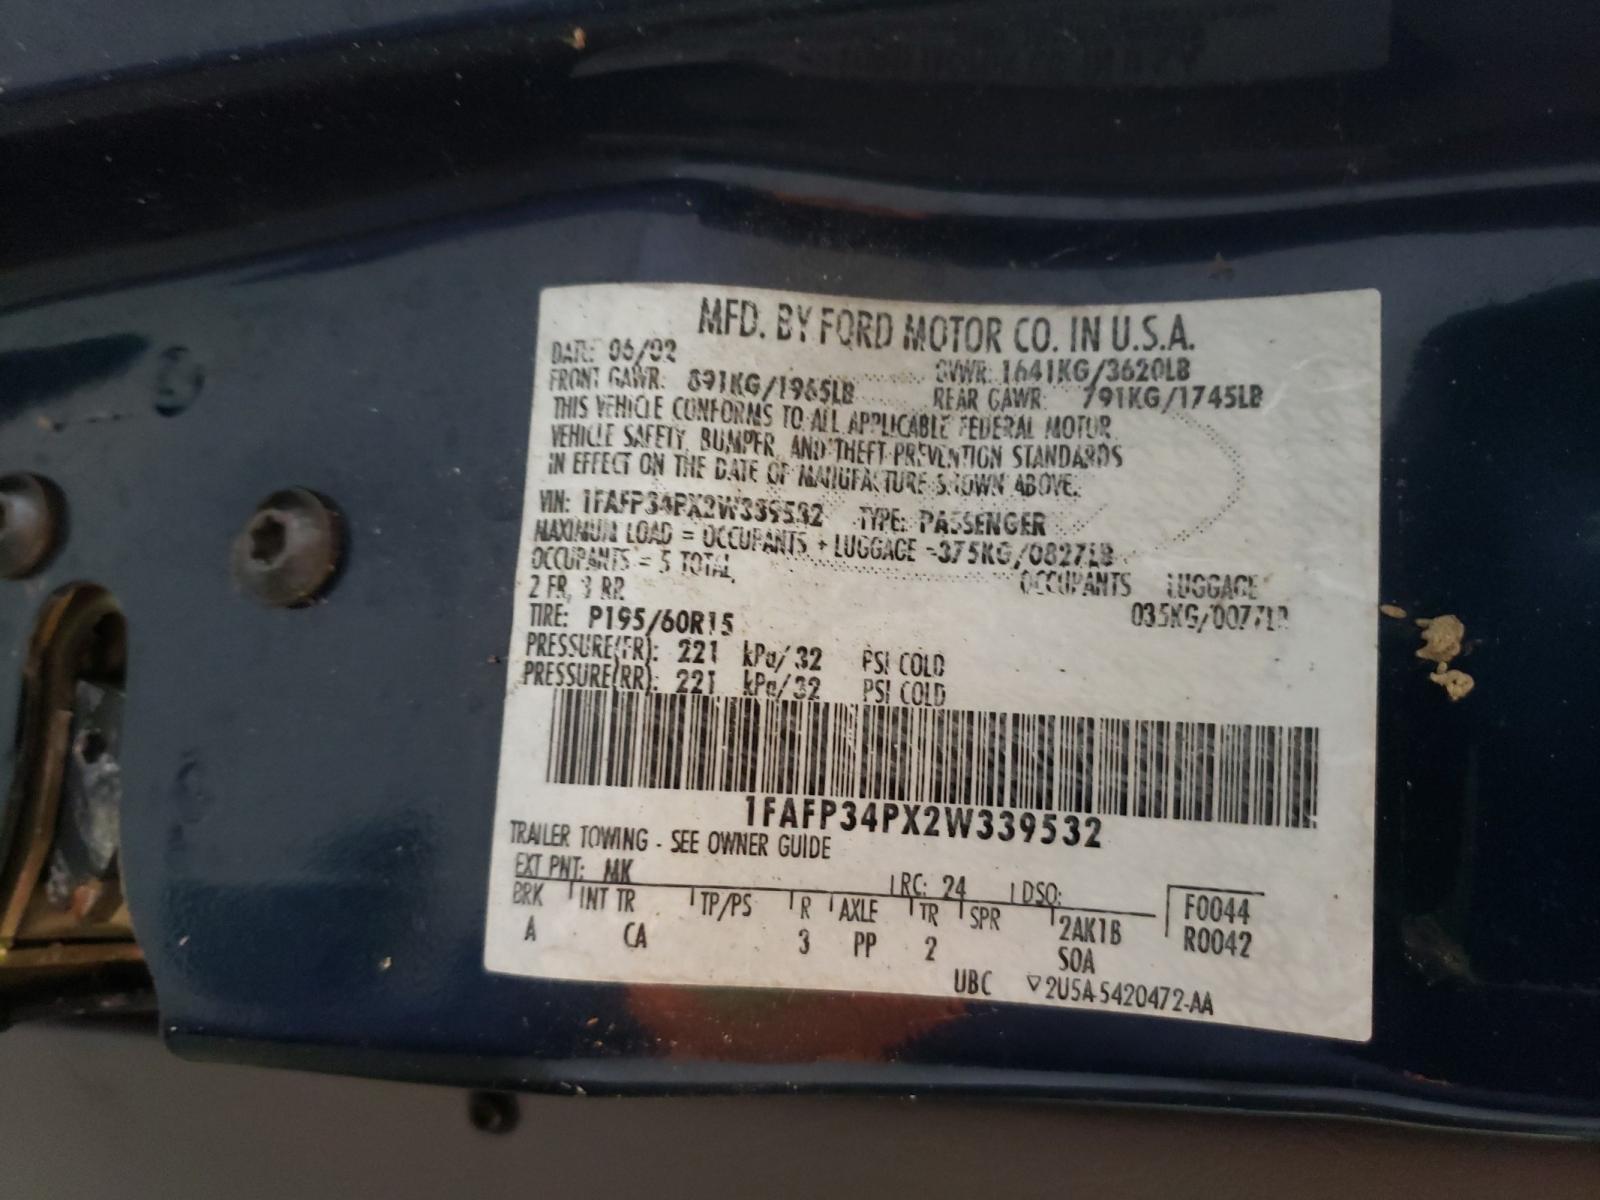 MFD. BY FORD MOTOR CO. IN U.S.A.
DATE: 06/02 GVWR: 1641KG/3620LB
FRONT GAWR: 891KG/1965LB REAR GAWR: 791KG/1745LB
THIS VEHICLE CONFORMS TO ALL APPLICABLE FEDERAL MOTOR
VEHICLE SAFETY, BUMPER, AND THEFT PREVENTION STANDARDS
IN EFFECT ON THE DATE OF MANUFACTURE SHOWN ABOVE.
VIN: 1FAFP34PX2W339532 TYPE: PASSENGER
MAXIMUM LOAD = OCCUPANTS + LUGGAGE =375KG/0827LB
OCCUPANTS = 5 TOTAL, OCCUPANTS LUGGAGE
2 FR, 3 RR 035KG/0077LB
TIRE: P195/60R15
PRESSURE(FR): 221 kPa/32 PSI COLD
PRESSURE(RR): 221 kPa/32 PSI COLD
1FAFP34PX2W339532
TRAILER TOWING - SEE OWNER GUIDE
EXT PNT: MK RC: 24 DSO:
BRK INT TR TP/PS R AXLE TR SPR 2AK1B F0044
A CA 3 PP 2 SOA R0042
UBC ▽2U5A-5420472-AA